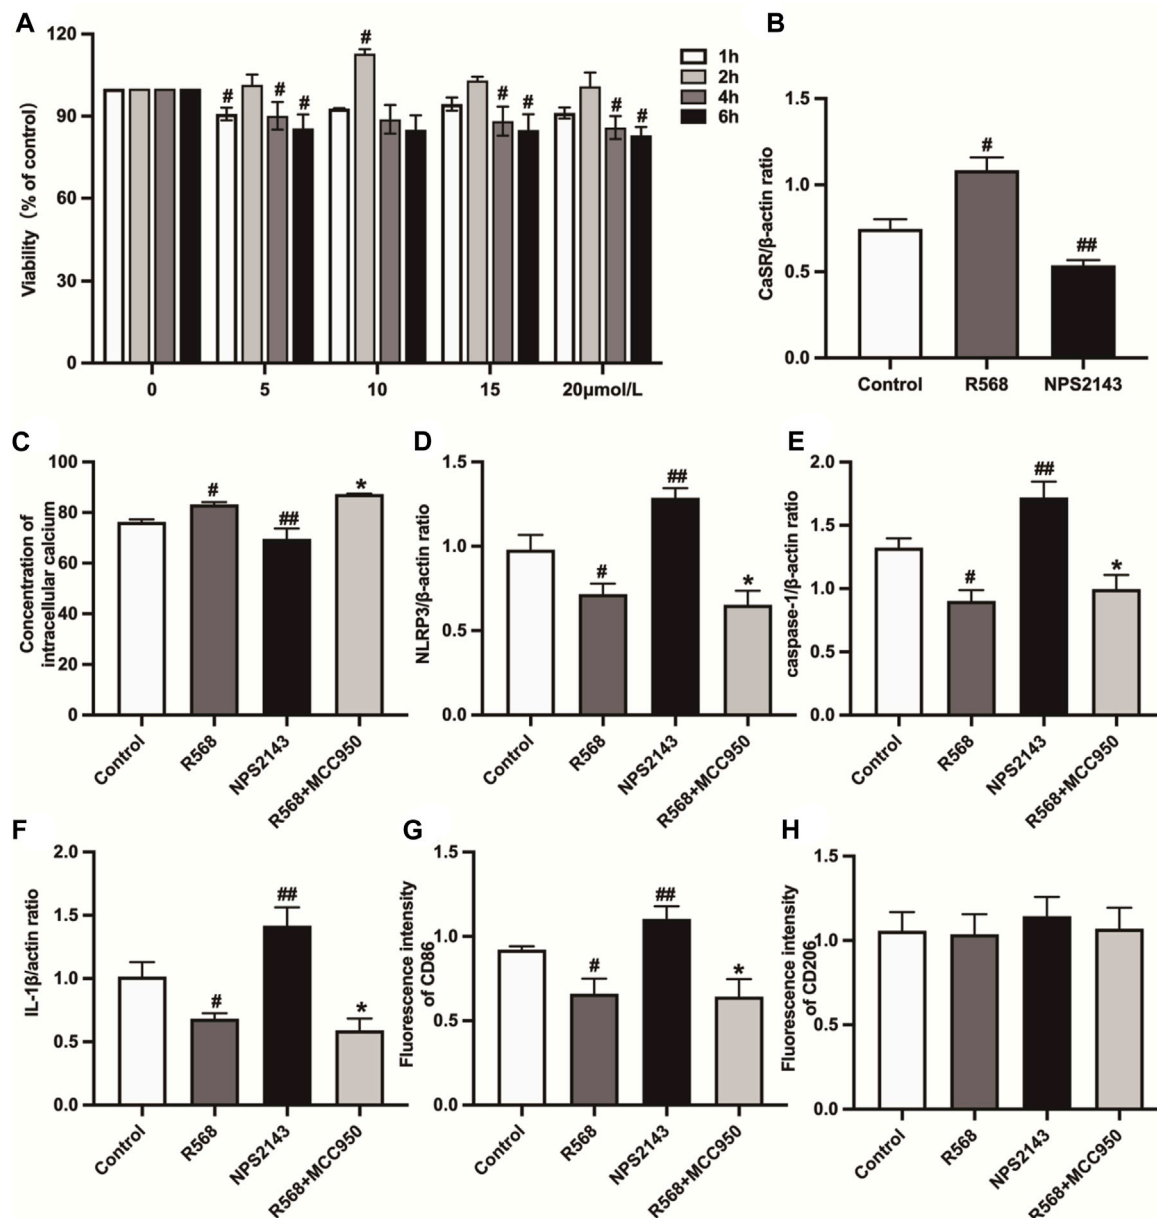 A
Viability (% of control)
120
90
60
30
0
#
#
#
#
#
#
#
#
0
5
10
15
20μmol/L
1h
2h
4h
6h
B
CaSR/β-actin ratio
1.5
1.0
0.5
0.0
#
##
Control
R568
NPS2143
C
Concentration of
intracellular calcium
100
80
60
40
20
0
#
##
*
Control
R568
NPS2143
R568+MCC950
D
NLRP3/β-actin ratio
1.5
1.0
0.5
0.0
#
##
*
Control
R568
NPS2143
R568+MCC950
E
caspase-1/β-actin ratio
2.0
1.5
1.0
0.5
0.0
#
##
*
Control
R568
NPS2143
R568+MCC950
F
IL-1β/actin ratio
2.0
1.5
1.0
0.5
0.0
#
##
*
Control
R568
NPS2143
R568+MCC950
G
Fluorescence intensity
of CD86
1.5
1.0
0.5
0.0
#
##
*
Control
R568
NPS2143
R568+MCC950
H
Fluorescence intensity
of CD206
1.5
1.0
0.5
0.0
Control
R568
NPS2143
R568+MCC950